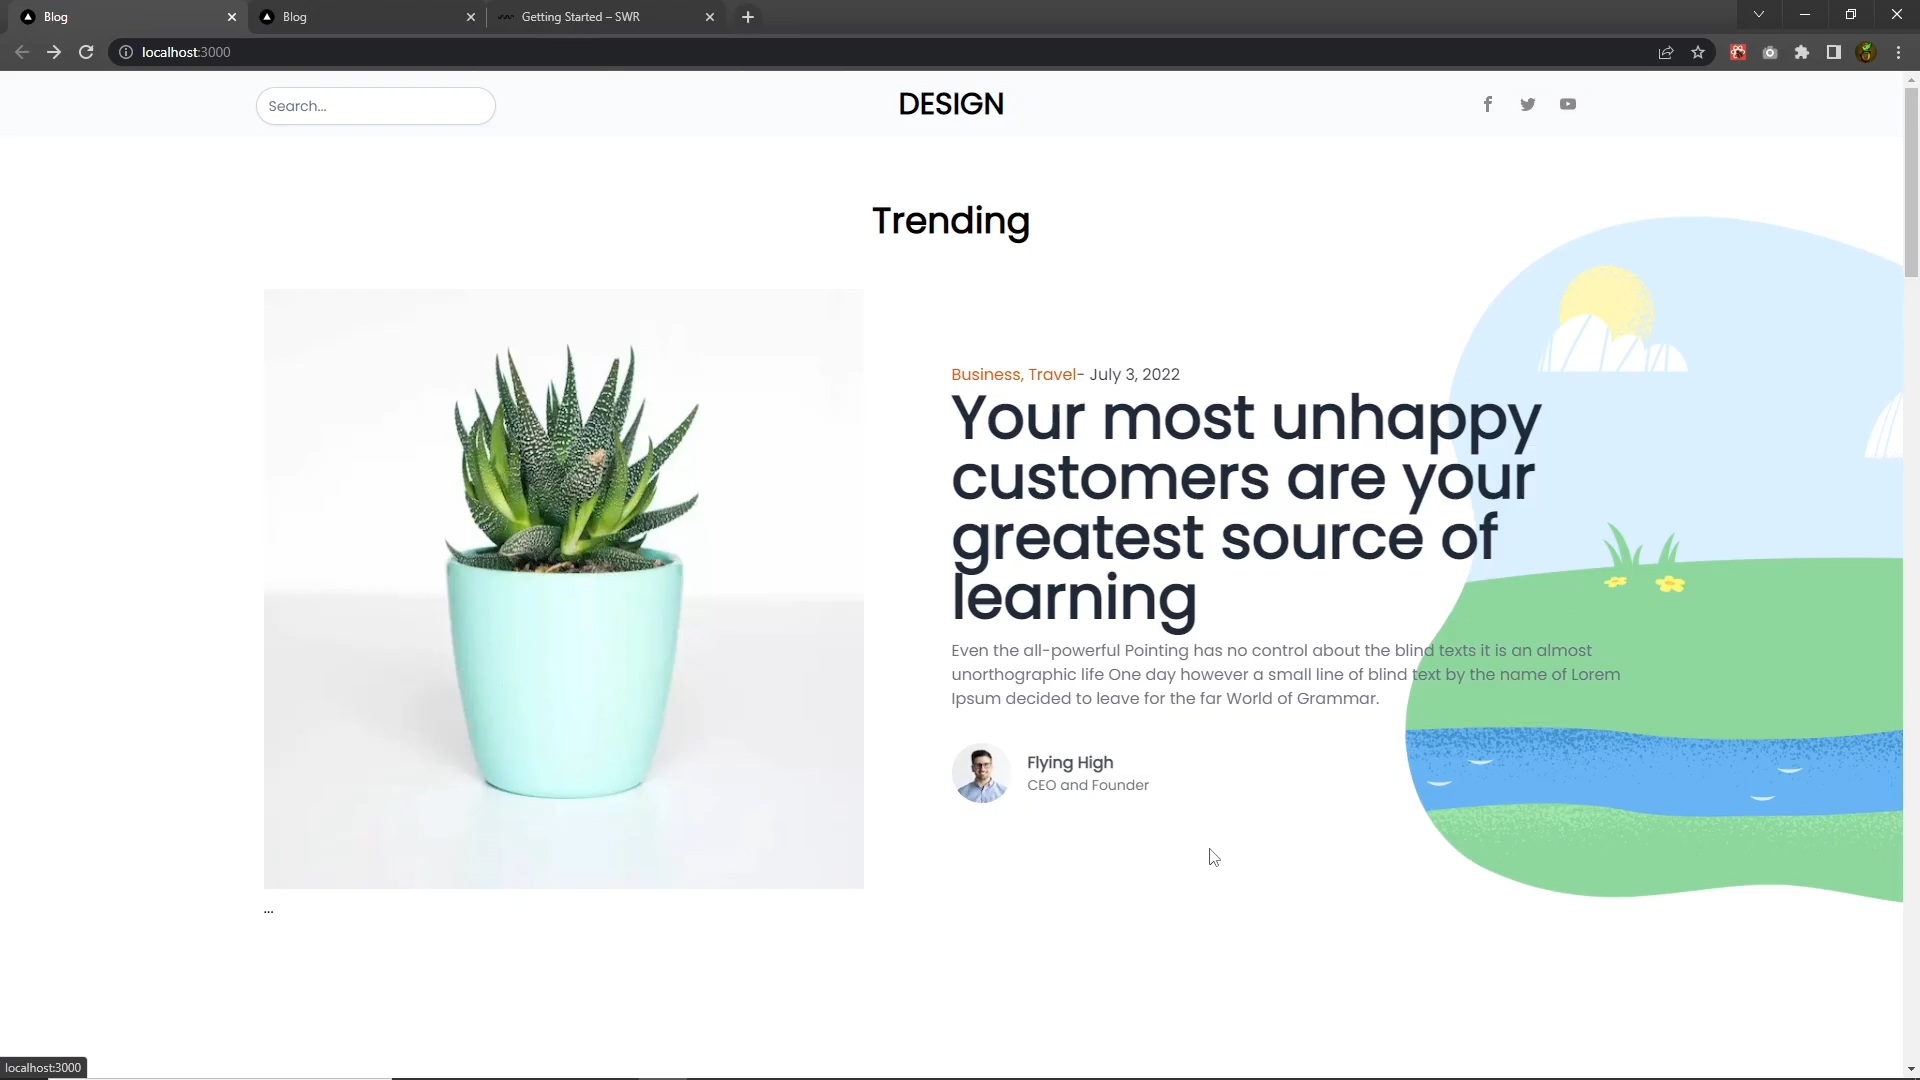 Blog
Blog
Getting Started – SWR
localhost:3000
Search...
DESIGN
Trending
Business, Travel- July 3, 2022
Your most unhappy
customers are your
greatest source of
learning
Even the all-powerful Pointing has no control about the blind texts it is an almost
unorthographic life One day however a small line of blind text by the name of Lorem
Ipsum decided to leave for the far World of Grammar.
Flying High
CEO and Founder
...
localhost:3000